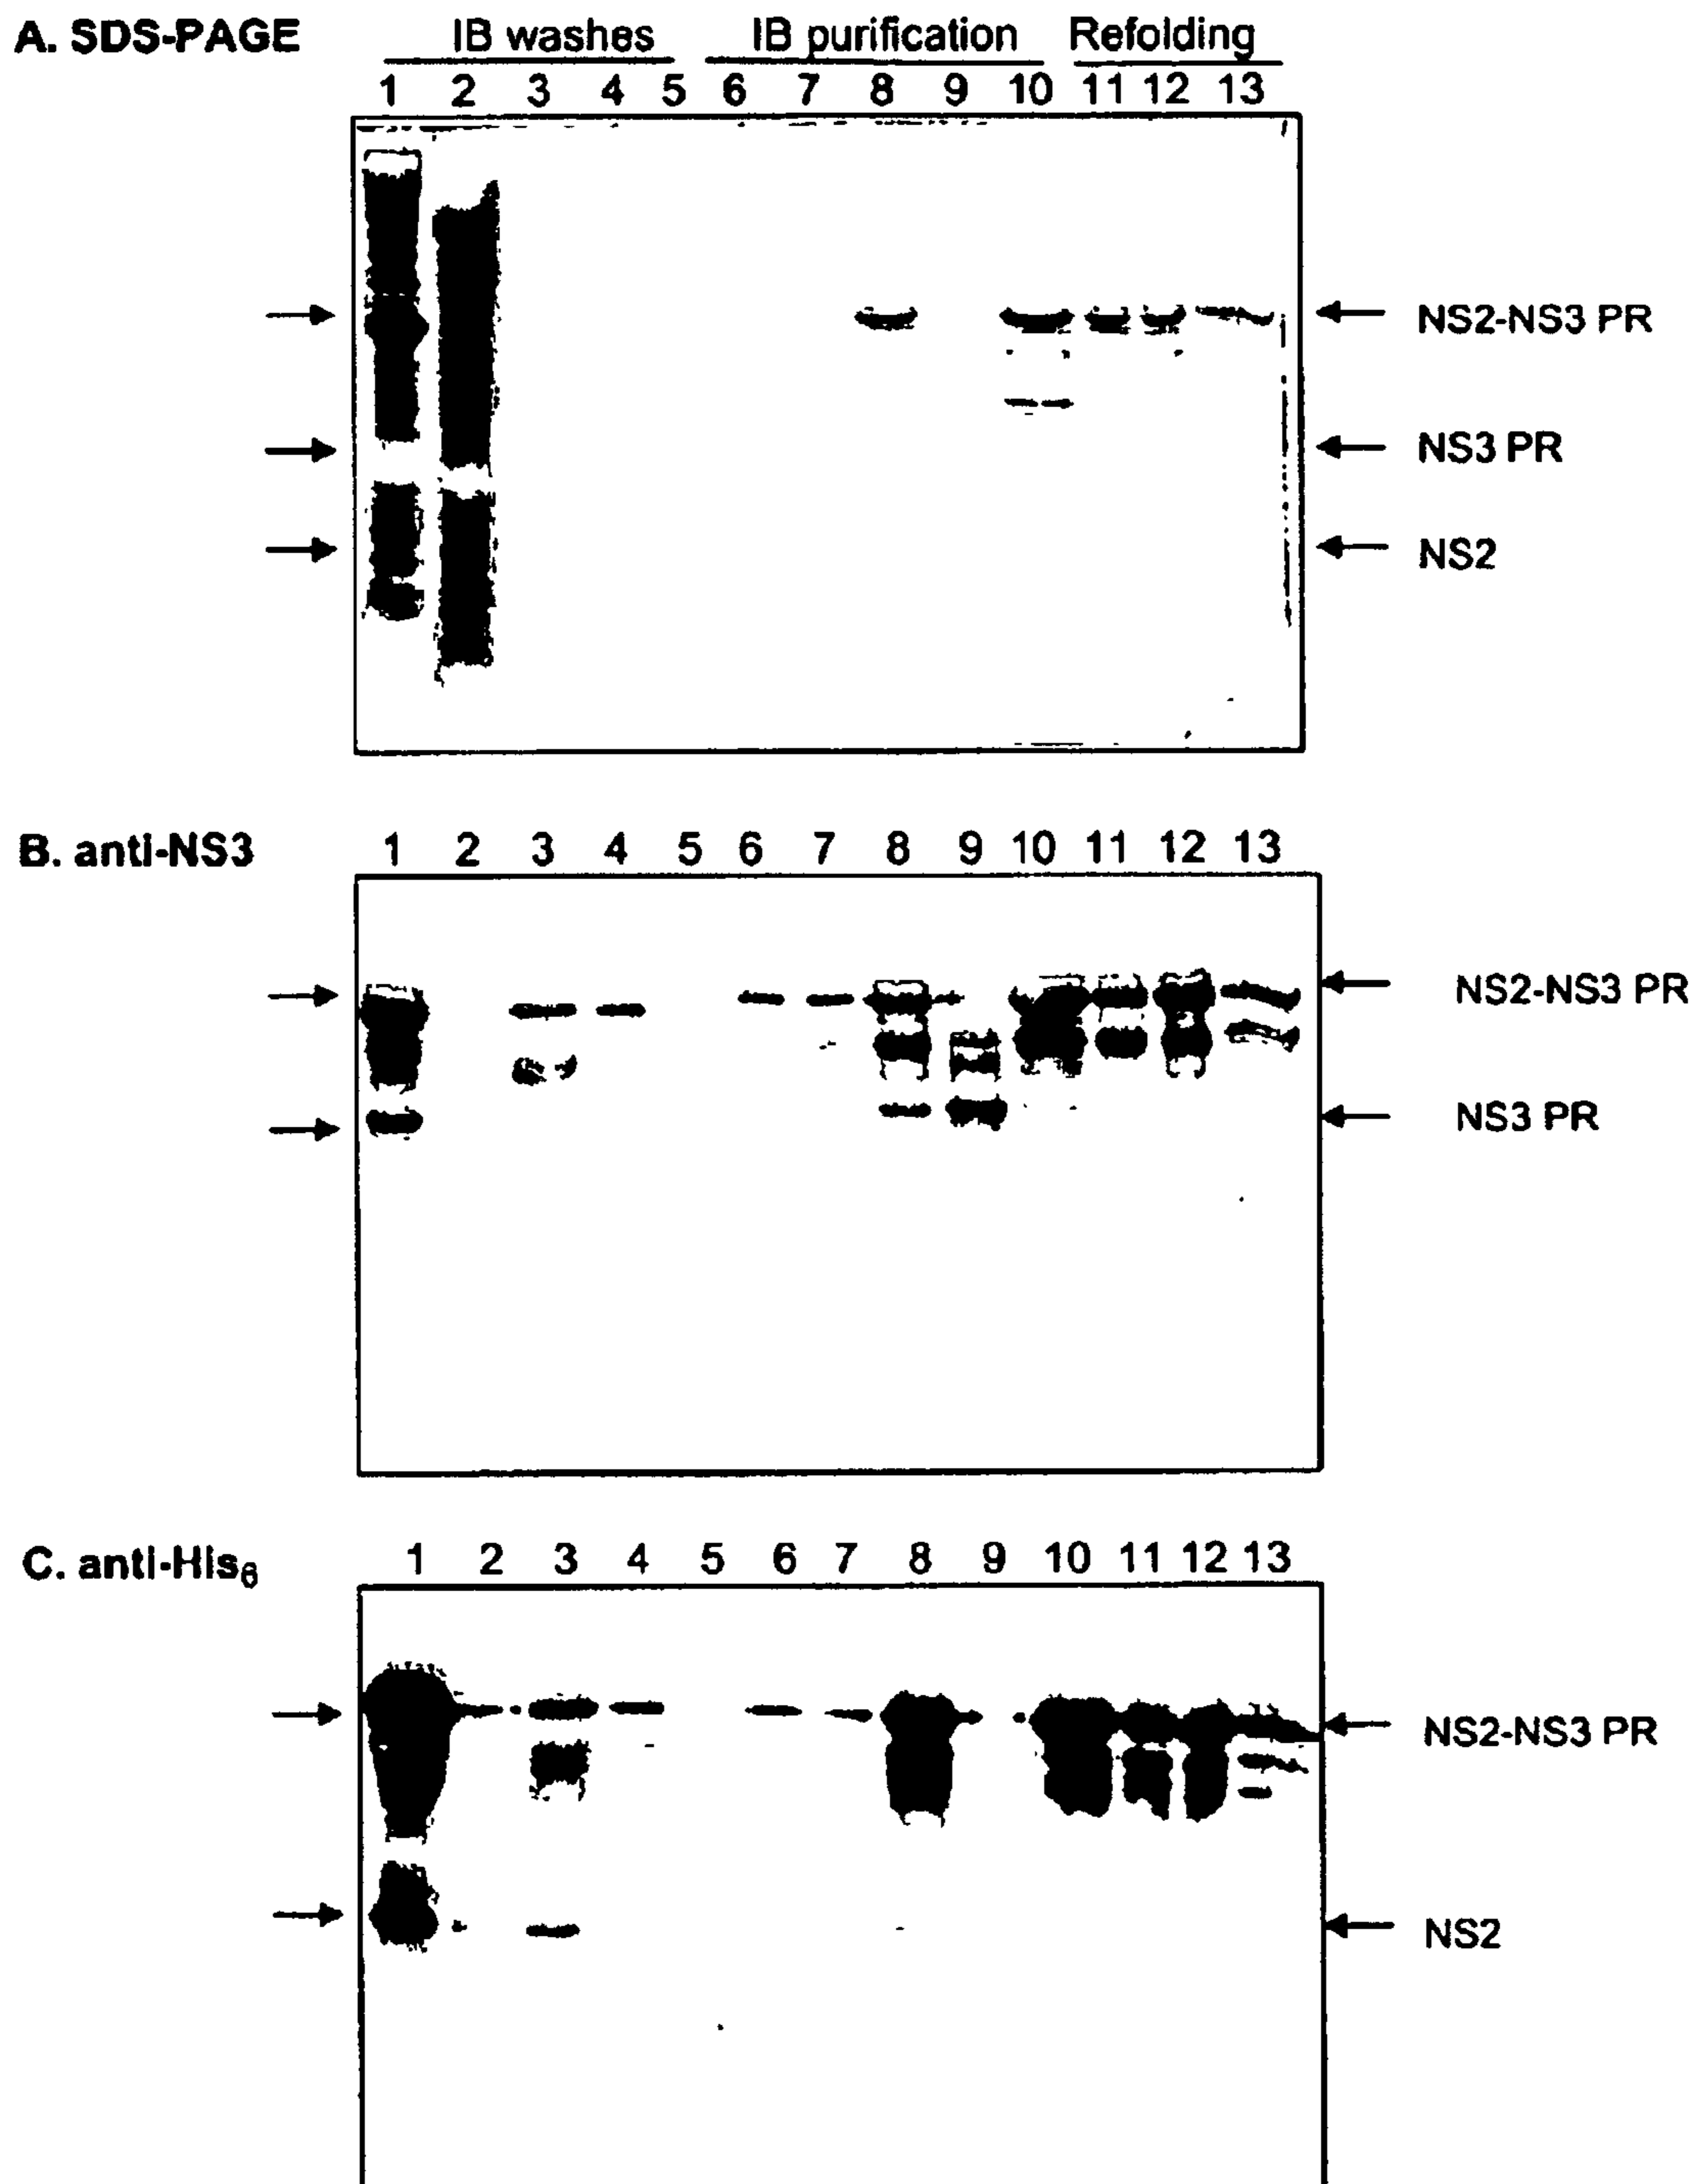 A. SDS-PAGE IB washes IB purification Refolding
1 2 3 4 5 6 7 8 9 10 11 12 13
NS2-NS3 PR
NS3 PR
NS2
B. anti-NS3 1 2 3 4 5 6 7 8 9 10 11 12 13
NS2-NS3 PR
NS3 PR
C. anti-His₆ 1 2 3 4 5 6 7 8 9 10 11 12 13
NS2-NS3 PR
NS2